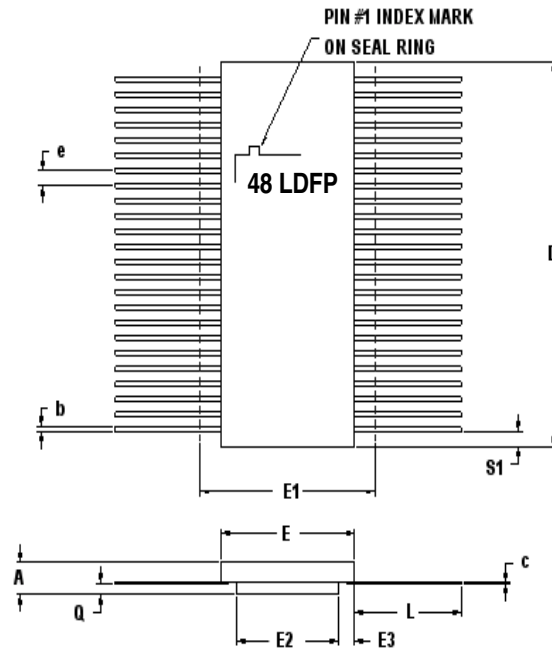 PIN #1 INDEX MARK
ON SEAL RING
e
48 LDFP
D
b
S1
E1
E
c
A
Q
L
E2
E3